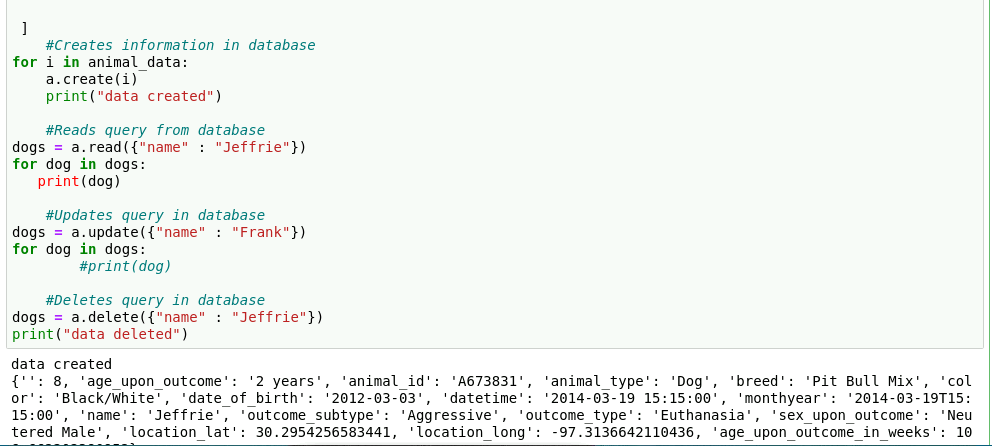 ]
#Creates information in database
for i in animal_data:
    a.create(i)
    print("data created")
#Reads query from database
dogs = a.read({"name" : "Jeffrie"})
for dog in dogs:
   print(dog)
#Updates query in database
dogs = a.update({"name" : "Frank"})
for dog in dogs:
        #print(dog)
#Deletes query in database
dogs = a.delete({"name" : "Jeffrie"})
print("data deleted")
data created
{'': 8, 'age_upon_outcome': '2 years', 'animal_id': 'A673831', 'animal_type': 'Dog', 'breed': 'Pit Bull Mix', 'col
or': 'Black/White', 'date_of_birth': '2012-03-03', 'datetime': '2014-03-19 15:15:00', 'monthyear': '2014-03-19T15:
15:00', 'name': 'Jeffrie', 'outcome_subtype': 'Aggressive', 'outcome_type': 'Euthanasia', 'sex_upon_outcome': 'Neu
tered Male', 'location_lat': 30.2954256583441, 'location_long': -97.3136642110436, 'age_upon_outcome_in_weeks': 10